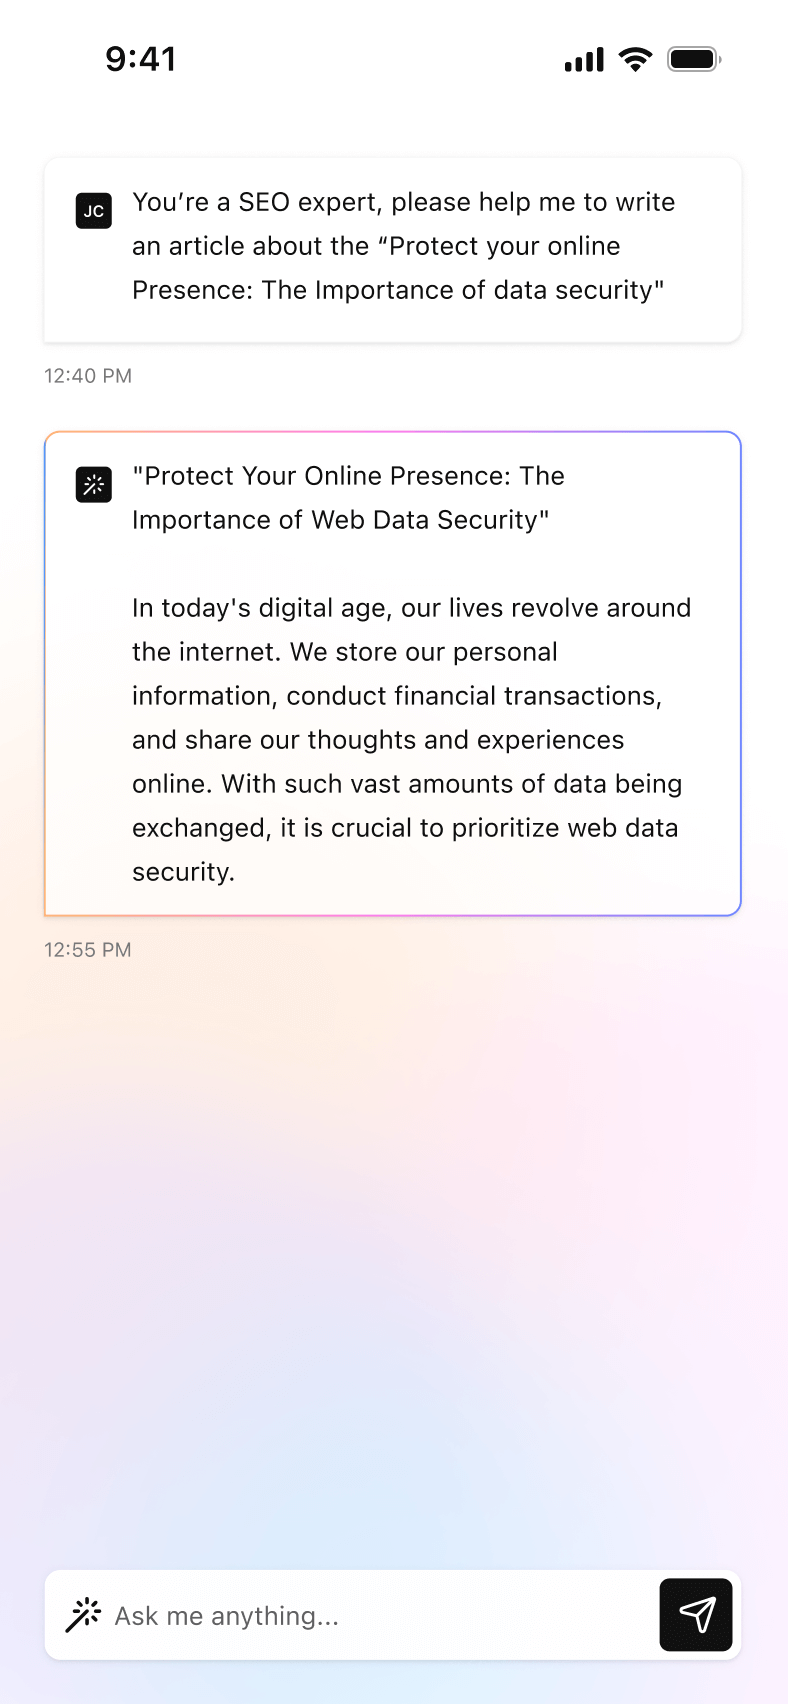 9:41
JC
You’re a SEO expert, please help me to write
an article about the “Protect your online
Presence: The Importance of data security"
12:40 PM
"Protect Your Online Presence: The
Importance of Web Data Security"
In today's digital age, our lives revolve around
the internet. We store our personal
information, conduct financial transactions,
and share our thoughts and experiences
online. With such vast amounts of data being
exchanged, it is crucial to prioritize web data
security.
12:55 PM
Ask me anything...